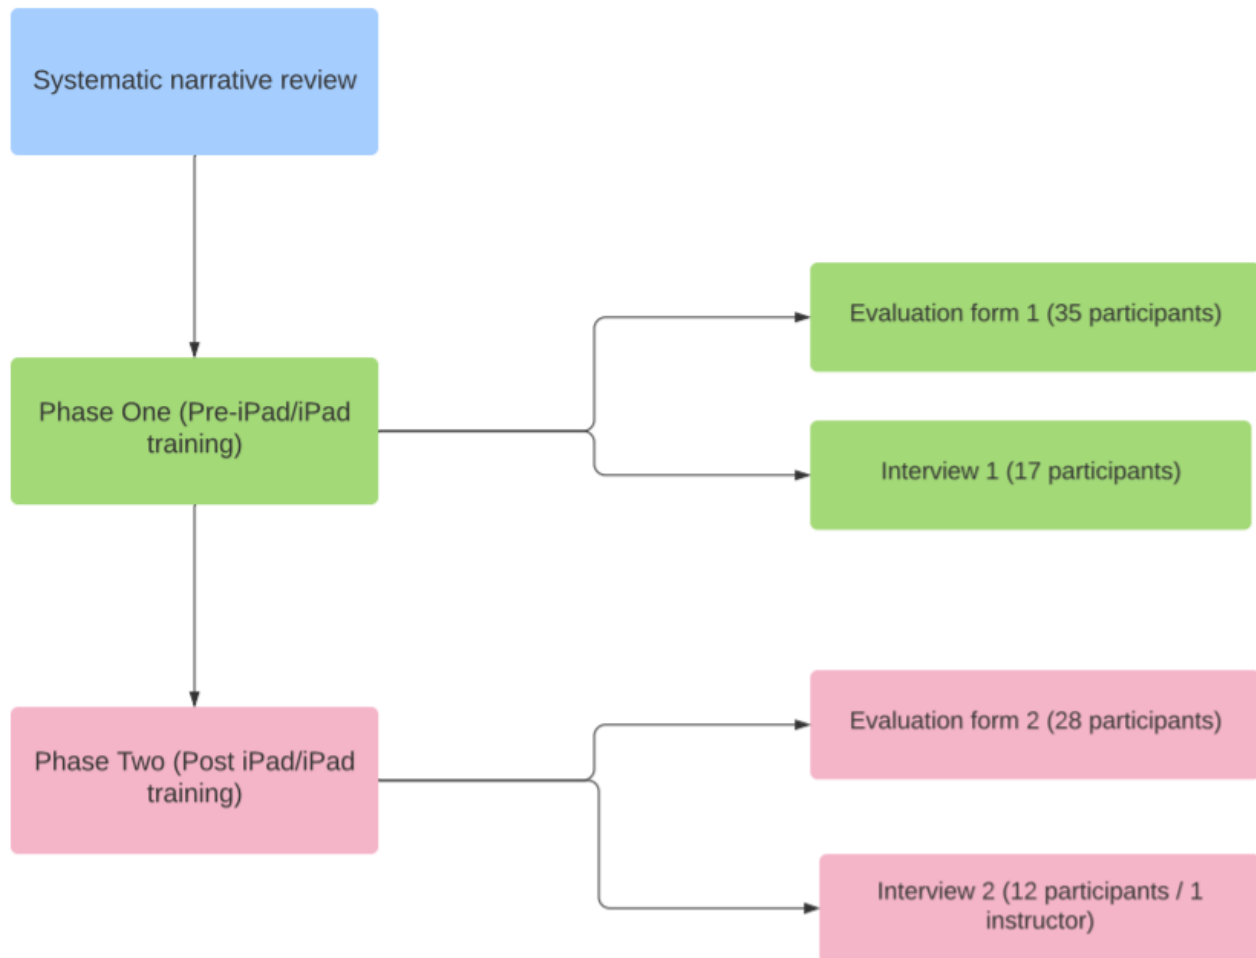 Systematic narrative review
Evaluation form 1 (35 participants)
Phase One (Pre-iPad/iPad
training)
Interview 1 (17 participants)
Evaluation form 2 (28 participants)
Phase Two (Post iPad/iPad
training)
Interview 2 (12 participants / 1
instructor)